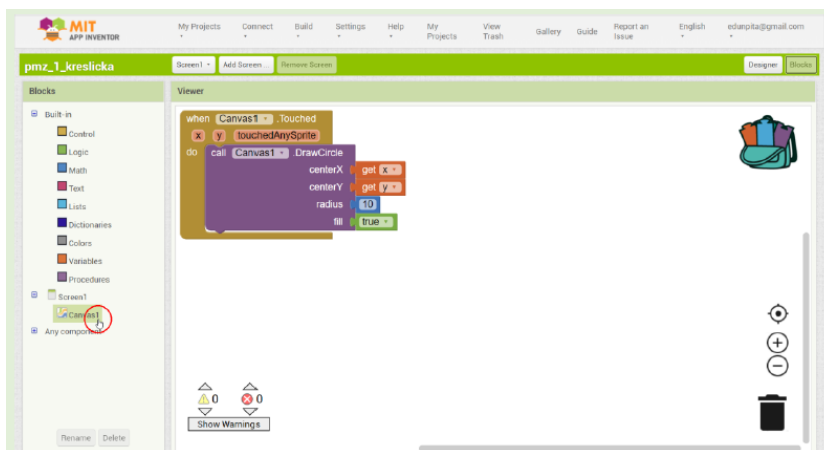 MIT
APP INVENTOR
My Projects Connect Build Settings Help My Projects View Trash Gallery Guide Report an Issue English edunpita@gmail.com
pmz_1_kreslicka Screen1 Add Screen ... Remove Screen Designer Blocks
Blocks Viewer
Built-in
Control
Logic
Math
Text
Lists
Dictionaries
Colors
Variables
Procedures
Screen1
Canvas1
Any component
Rename Delete
when Canvas1 .Touched
x y touchedAnySprite
do call Canvas1 .DrawCircle
centerX get x
centerY get y
radius 10
fill true
0 0
Show Warnings